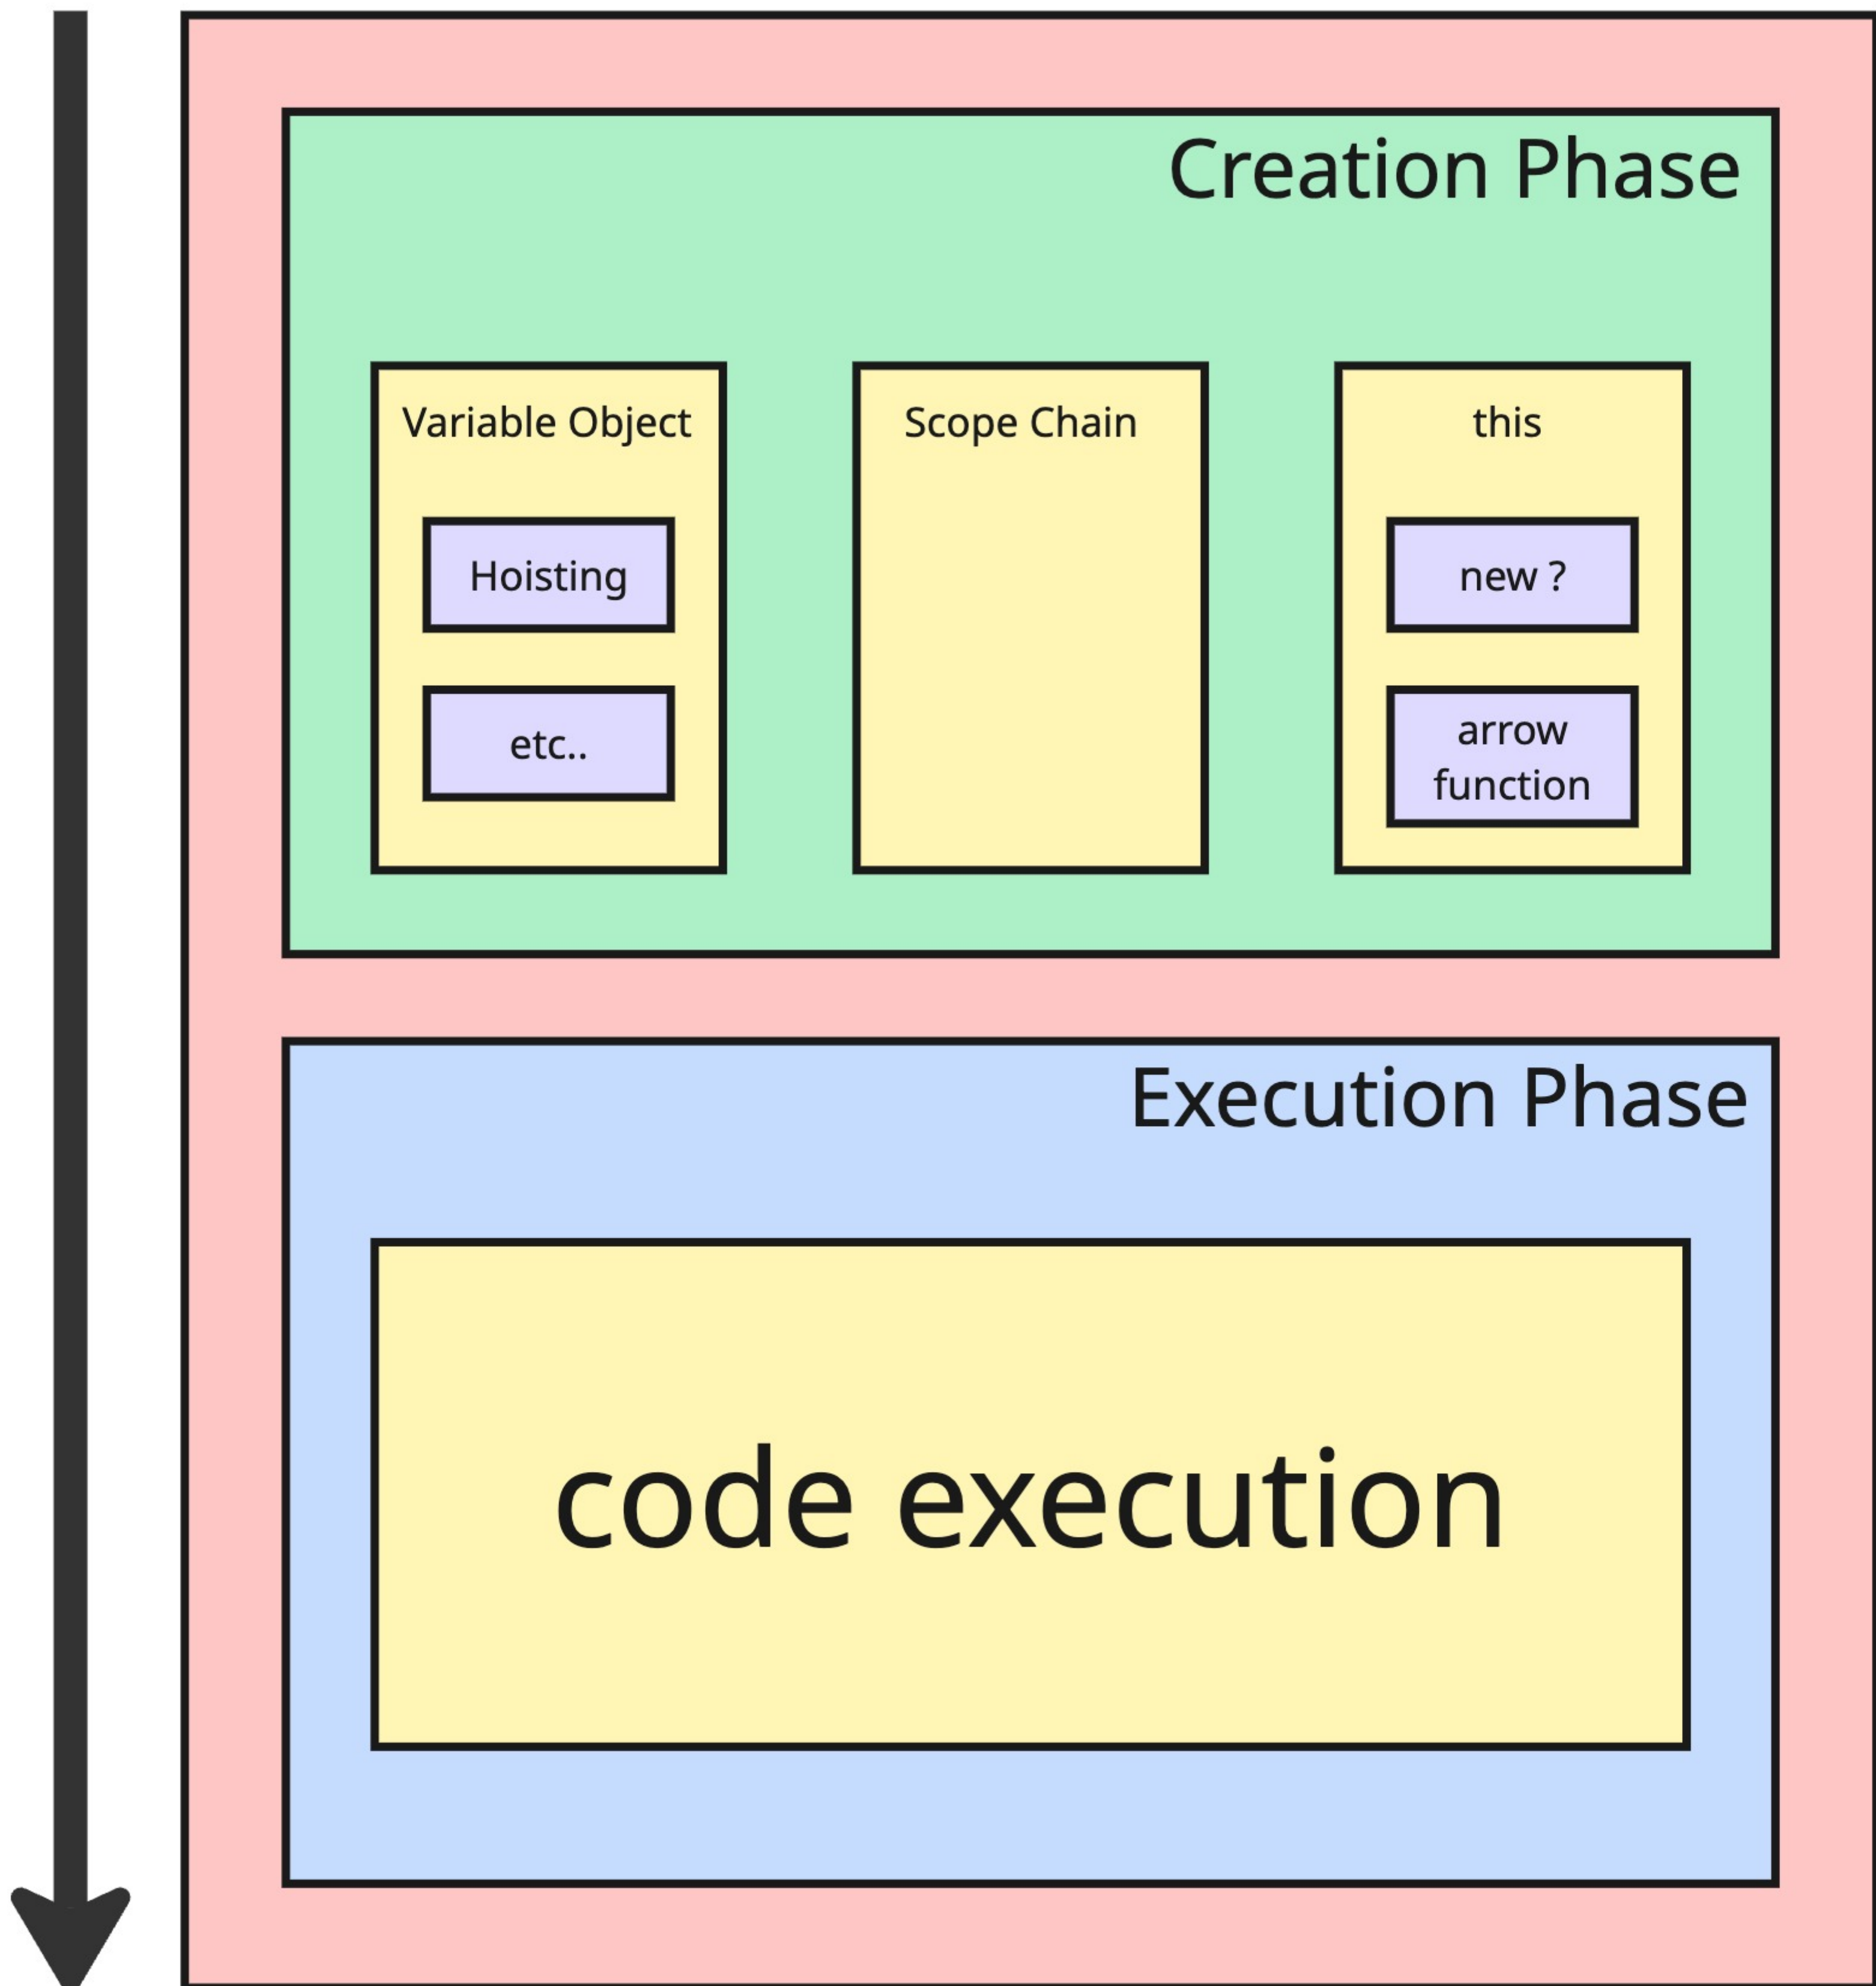 Creation Phase
Variable Object
Scope Chain
this
Hoisting
new ?
etc..
arrow
function
Execution Phase
code execution